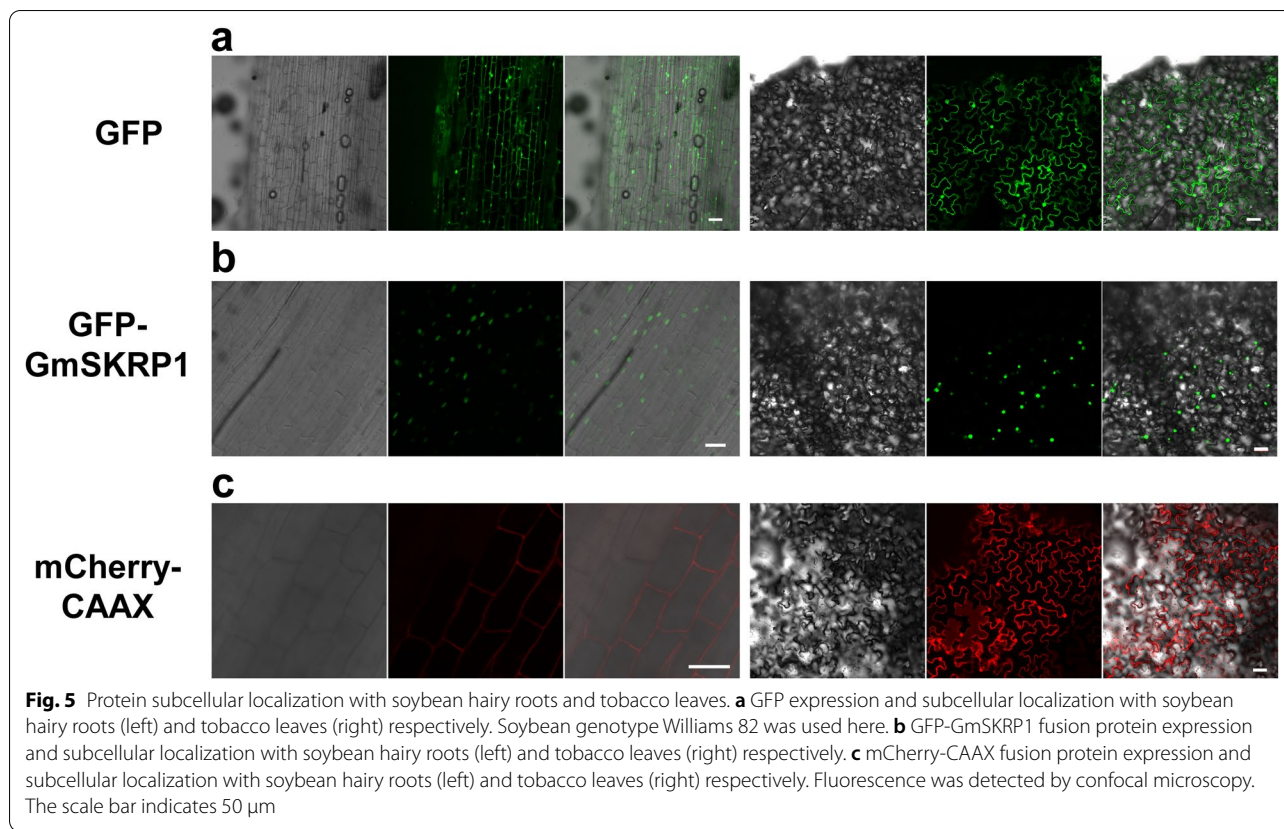 a
GFP
b
GFP-
GmSKRP1
c
mCherry-
CAAX
Fig. 5 Protein subcellular localization with soybean hairy roots and tobacco leaves. a GFP expression and subcellular localization with soybean
hairy roots (left) and tobacco leaves (right) respectively. Soybean genotype Williams 82 was used here. b GFP-GmSKRP1 fusion protein expression
and subcellular localization with soybean hairy roots (left) and tobacco leaves (right) respectively. c mCherry-CAAX fusion protein expression and
subcellular localization with soybean hairy roots (left) and tobacco leaves (right) respectively. Fluorescence was detected by confocal microscopy.
The scale bar indicates 50 μm